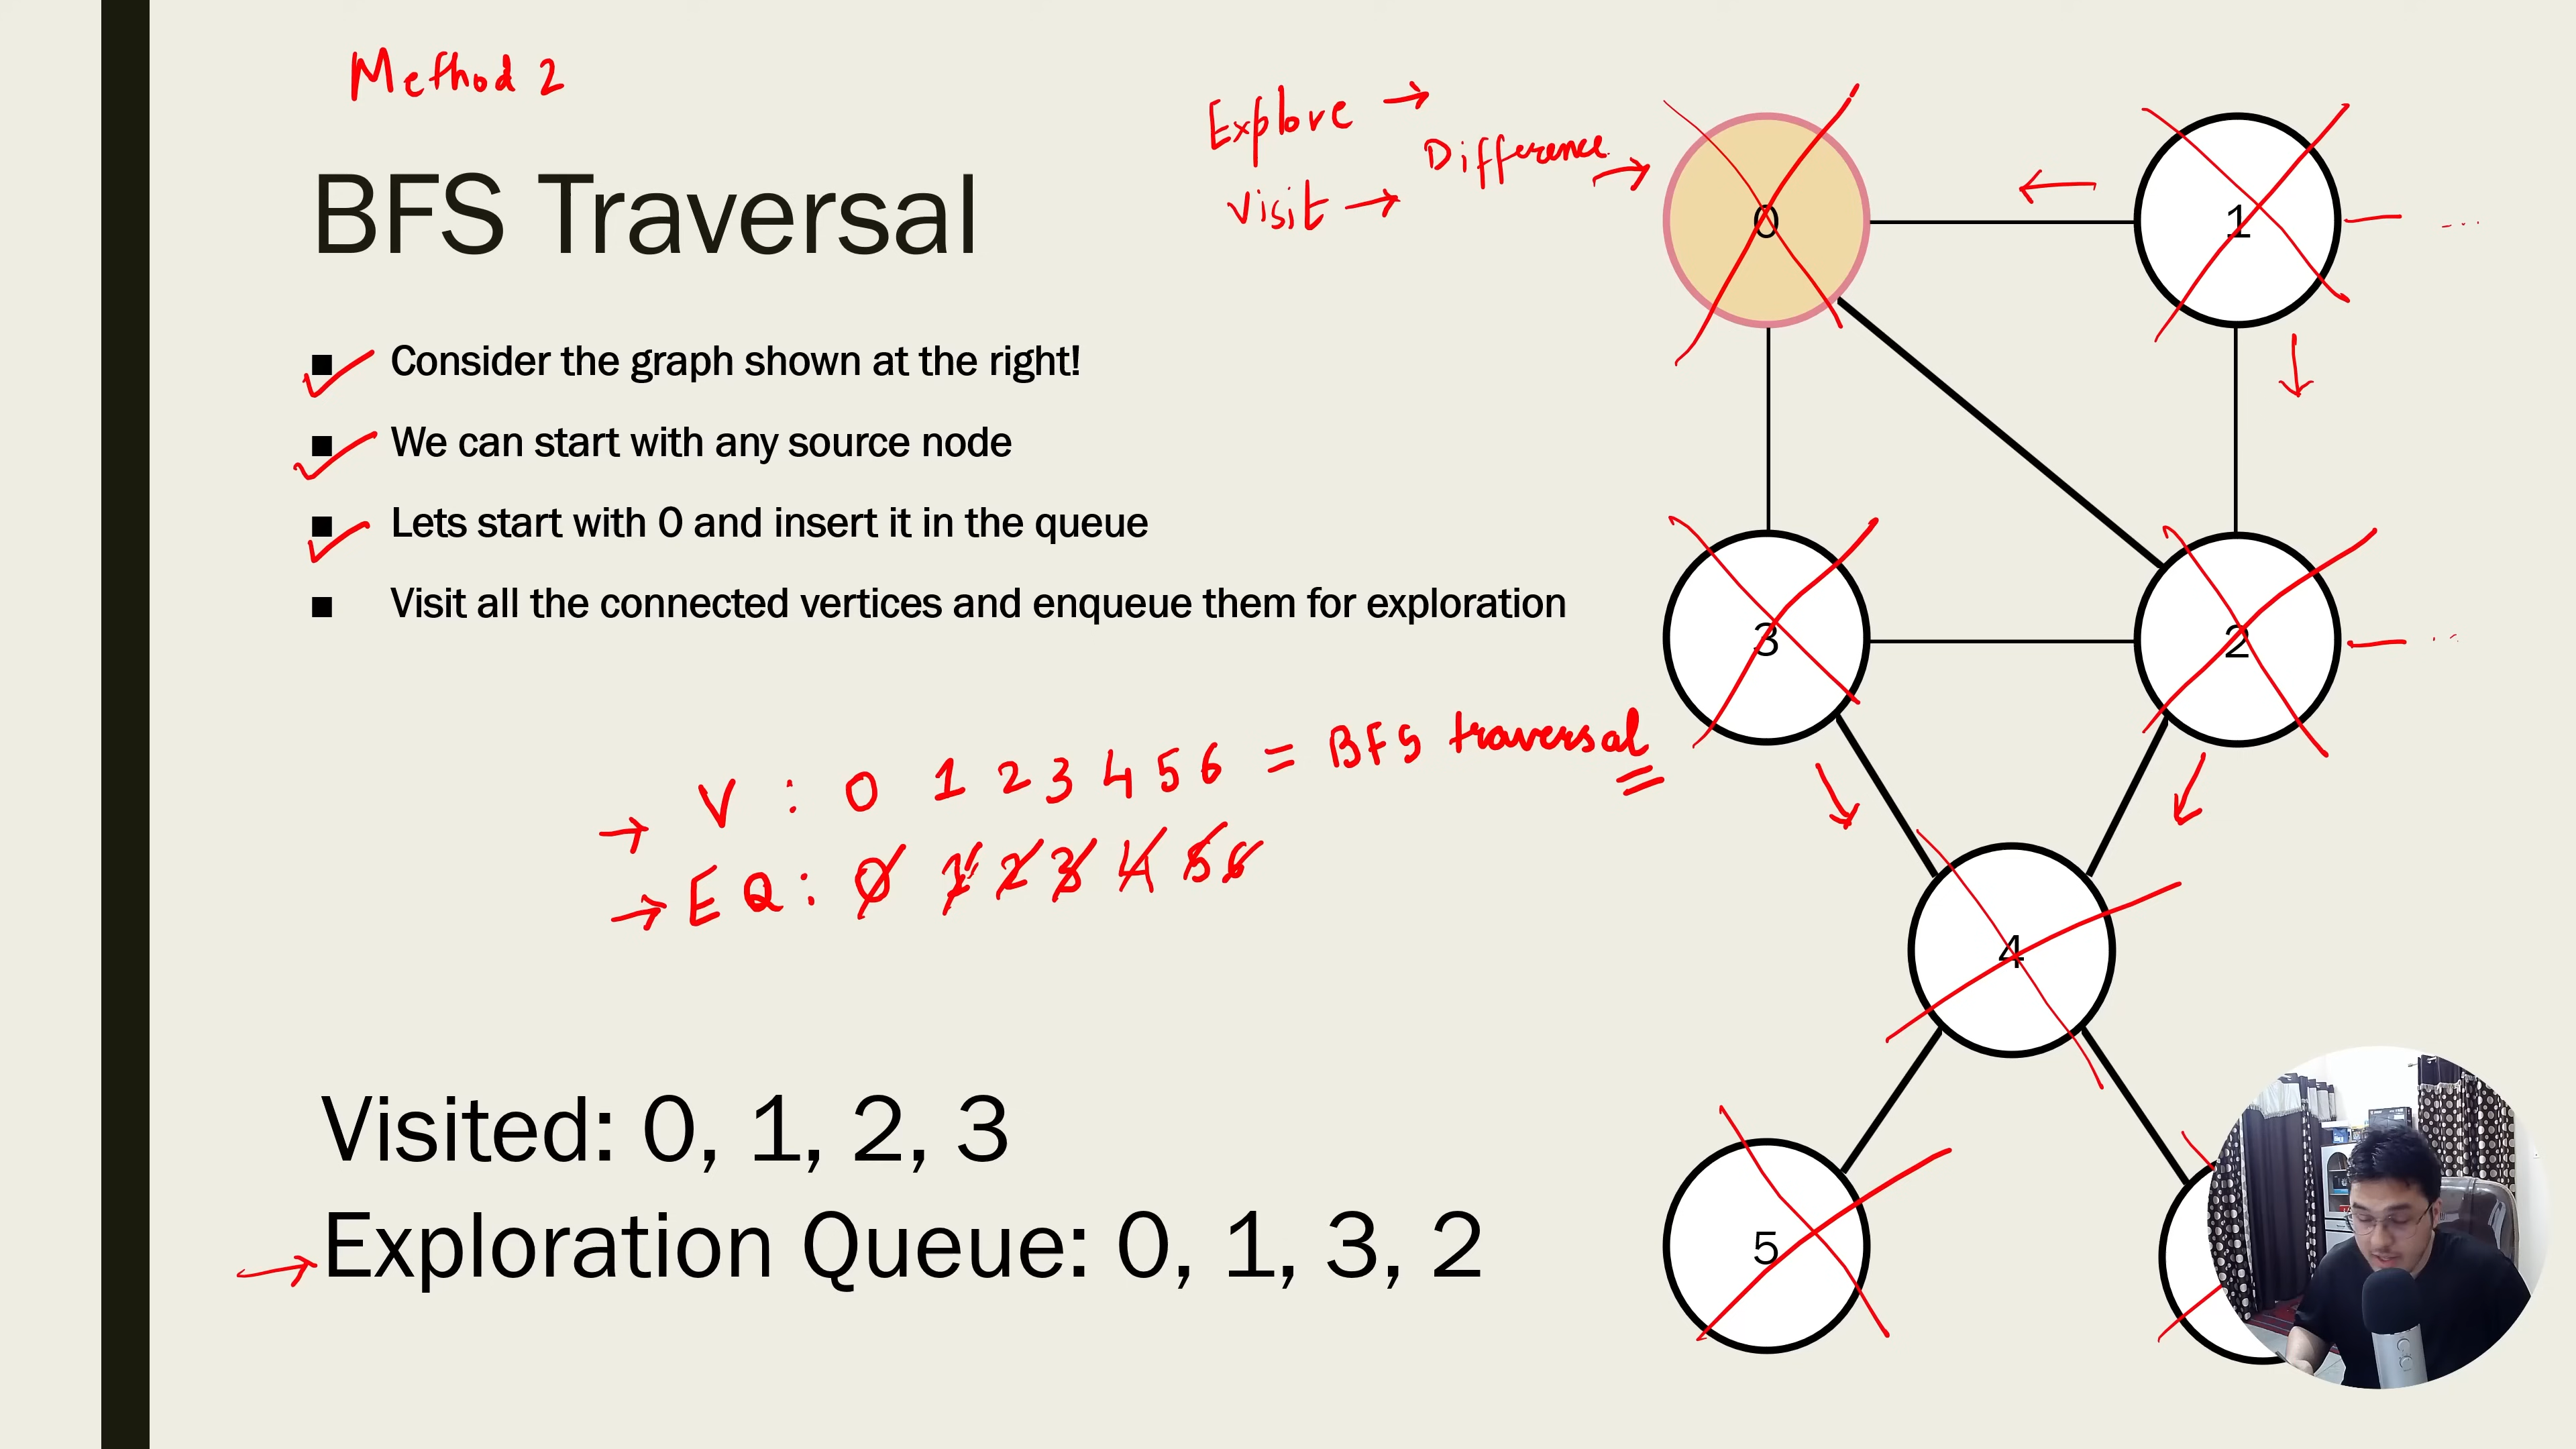 Method 2
Explore →
Difference →
Visit →
BFS Traversal
Consider the graph shown at the right!
We can start with any source node
Lets start with 0 and insert it in the queue
Visit all the connected vertices and enqueue them for exploration
→ V : 0 1 2 3 4 5 6 = BFS traversal
→ EQ : 0 1 2 3 4 5 6
Visited: 0, 1, 2, 3
→ Exploration Queue: 0, 1, 3, 2
0
1
3
2
4
5